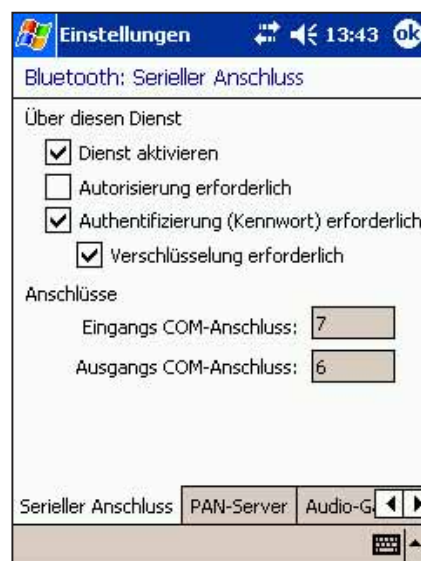 Einstellungen 13:43 ok
Bluetooth: Serieller Anschluss
Über diesen Dienst
Dienst aktivieren
Autorisierung erforderlich
Authentifizierung (Kennwort) erforderlich
Verschlüsselung erforderlich
Anschlüsse
Eingangs COM-Anschluss: 7
Ausgangs COM-Anschluss: 6
Serieller Anschluss PAN-Server Audio-G